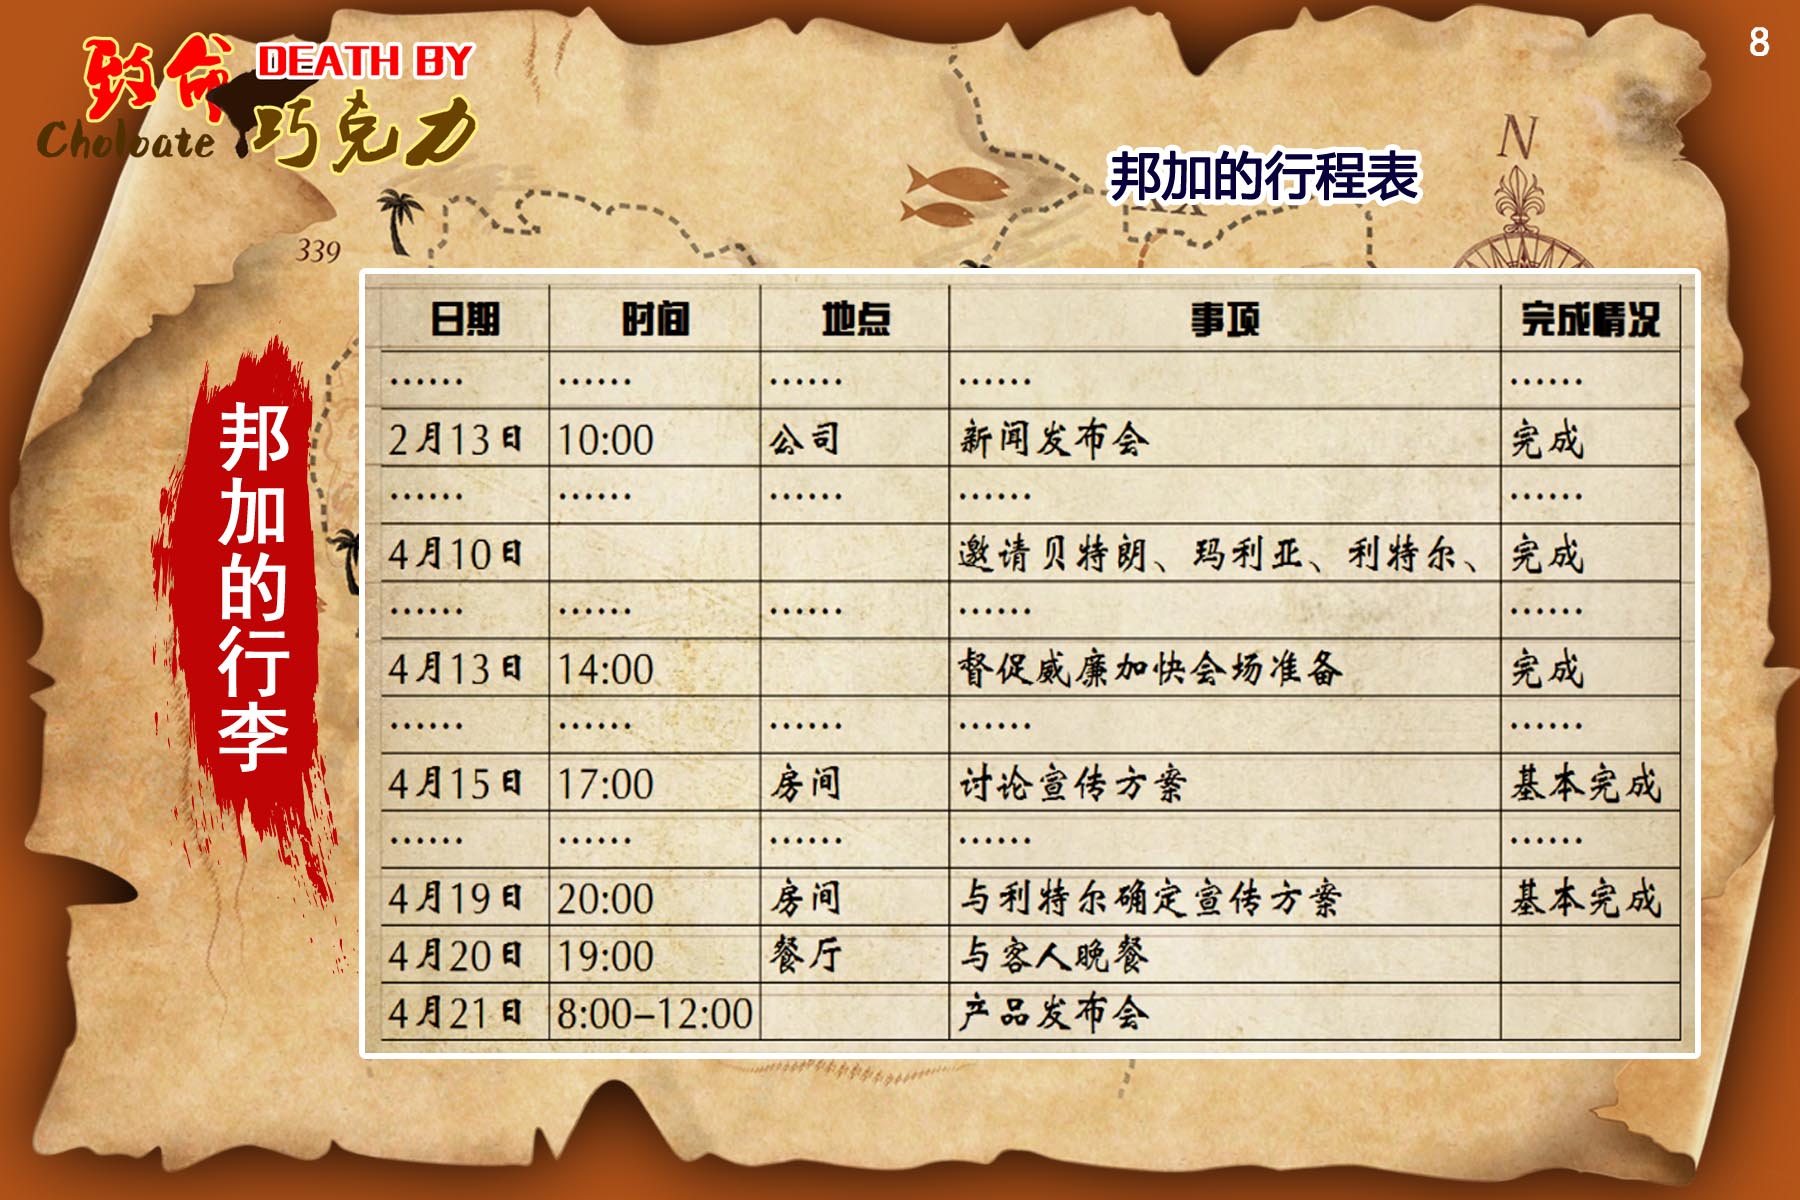 8
致命 DEATH BY
Choloate 巧克力
邦加的行程表
N
339
邦加的行李
日期 时间 地点 事项 完成情况
…… …… …… …… ……
2月13日 10:00 公司 新闻发布会 完成
…… …… …… …… ……
4月10日 邀请贝特朗、玛利亚、利特尔、 完成
…… …… …… …… ……
4月13日 14:00 督促威廉加快会场准备 完成
…… …… …… …… ……
4月15日 17:00 房间 讨论宣传方案 基本完成
…… …… …… …… ……
4月19日 20:00 房间 与利特尔确定宣传方案 基本完成
4月20日 19:00 餐厅 与客人晚餐
4月21日 8:00–12:00 产品发布会